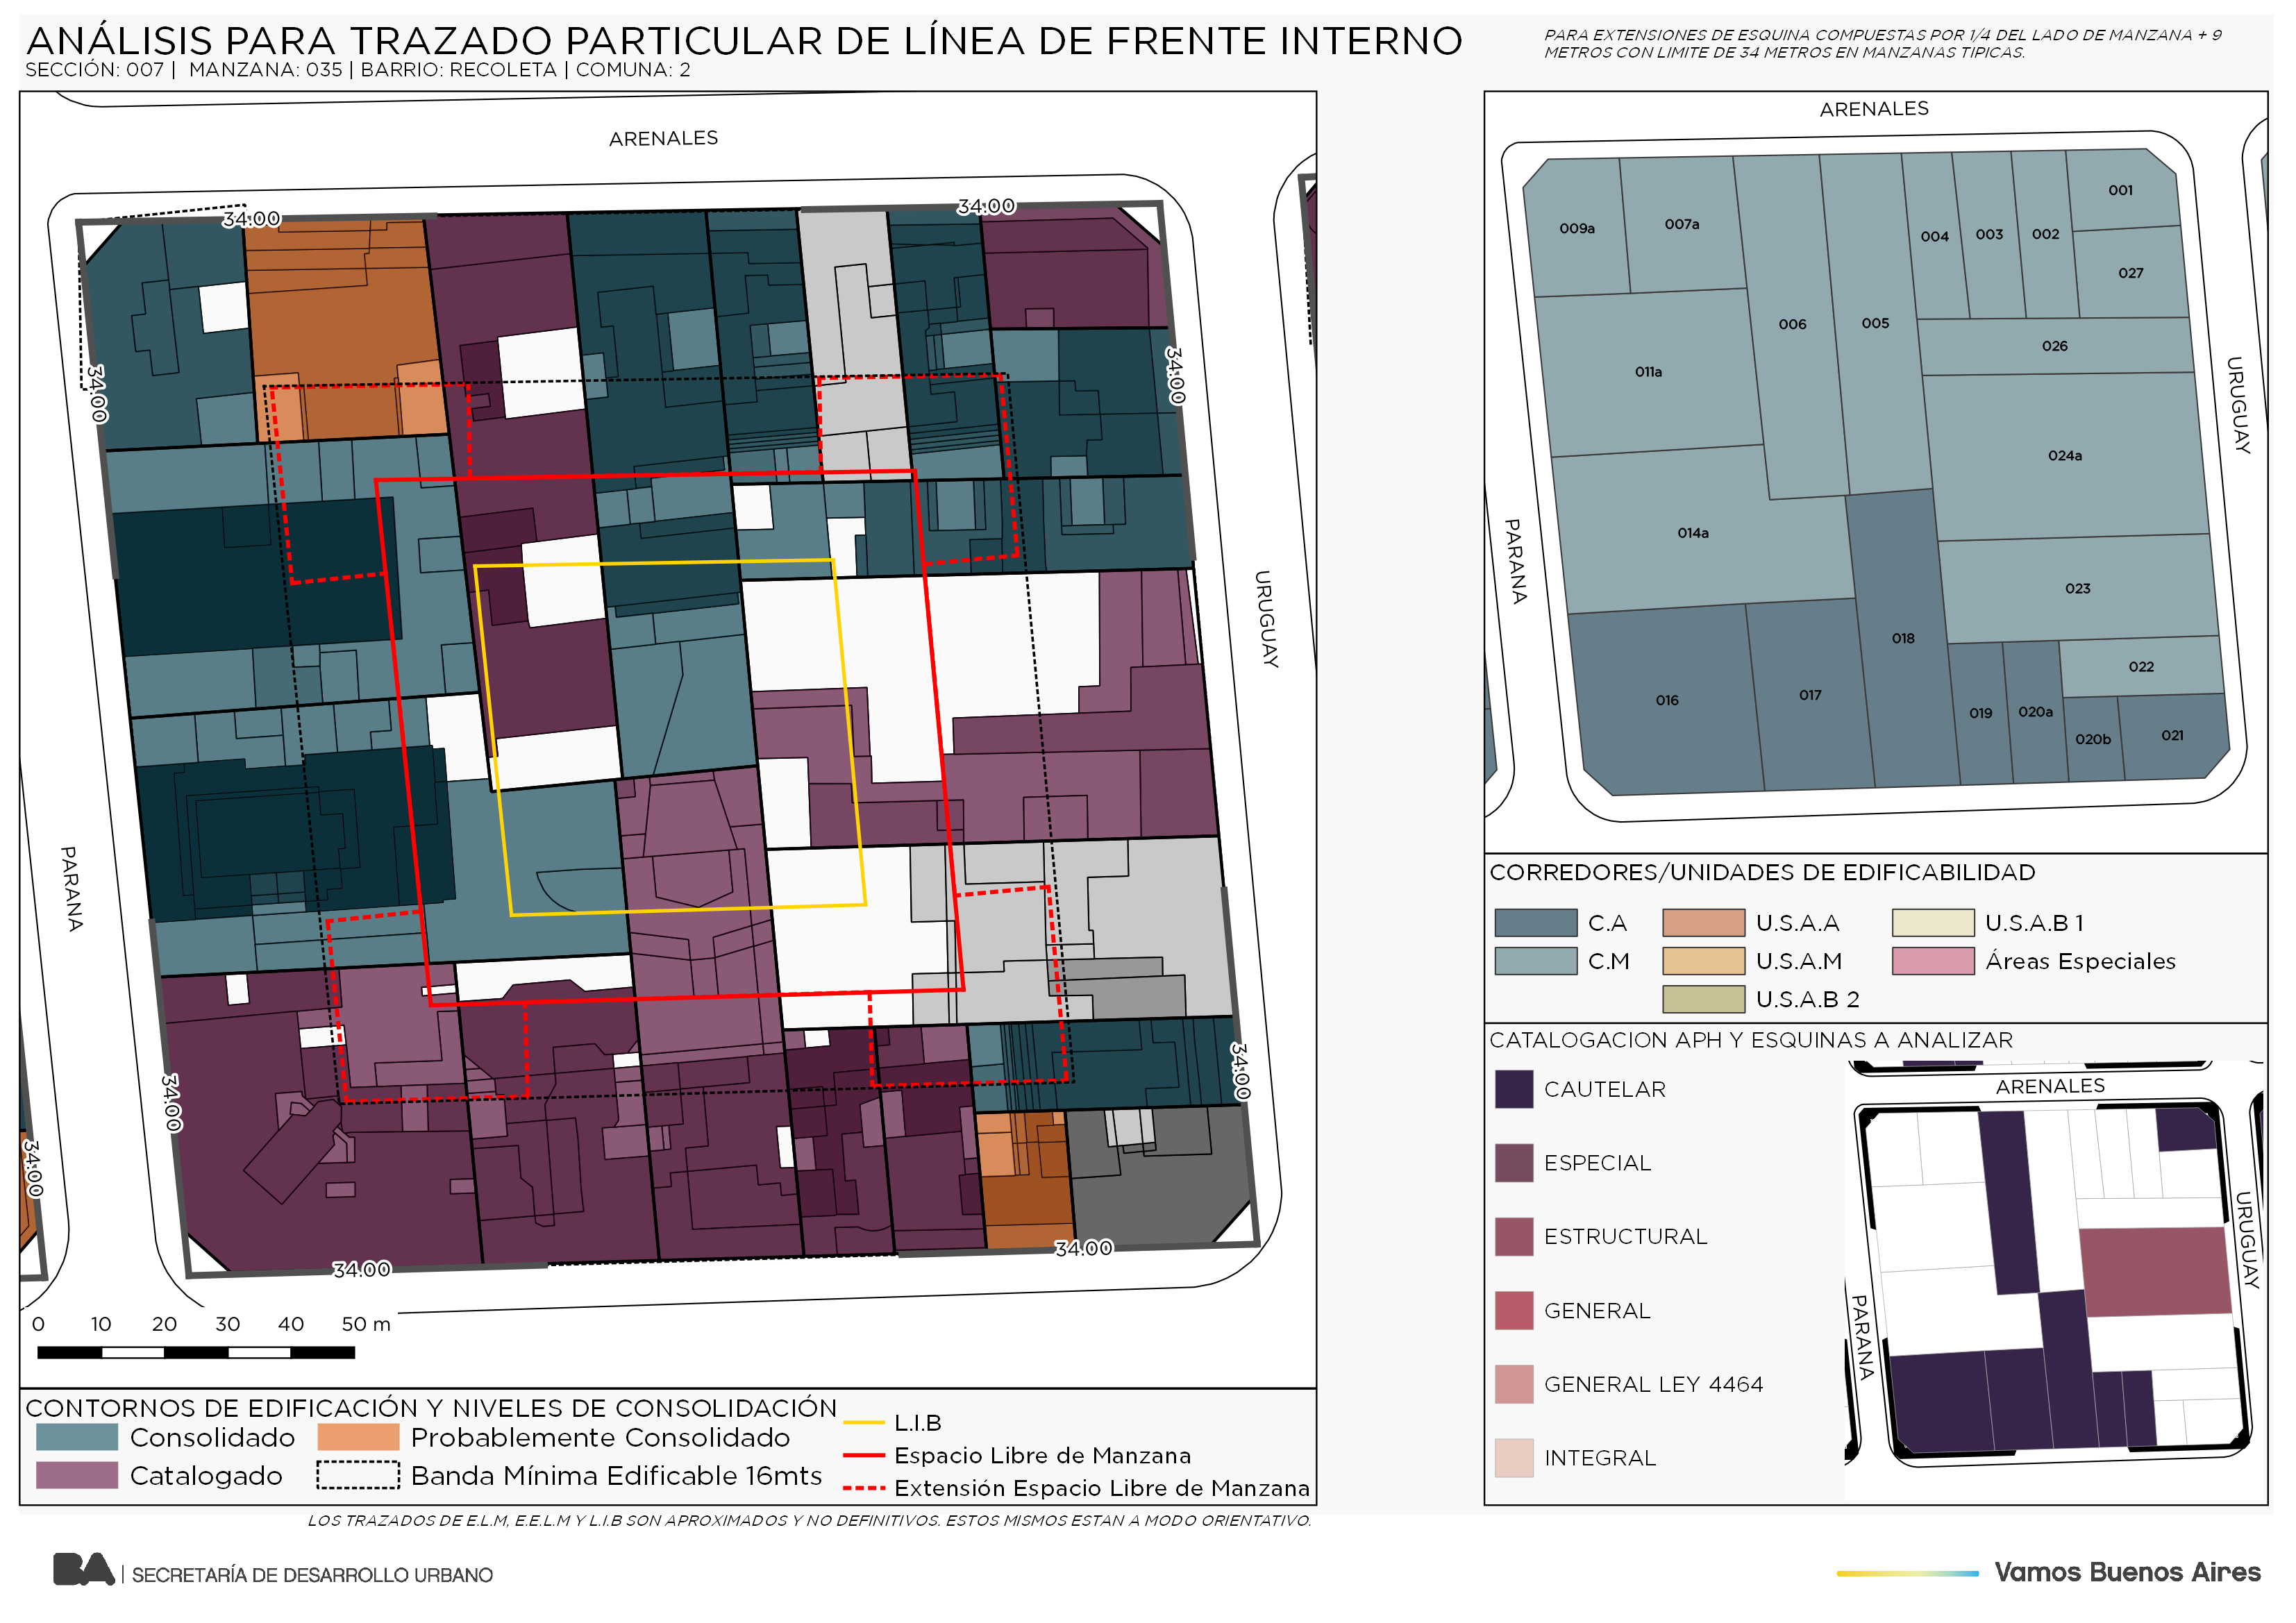 ANÁLISIS PARA TRAZADO PARTICULAR DE LÍNEA DE FRENTE INTERNO
SECCIÓN: 007 | MANZANA: 035 | BARRIO: RECOLETA | COMUNA: 2
PARA EXTENSIONES DE ESQUINA COMPUESTAS POR 1/4 DEL LADO DE MANZANA + 9
METROS CON LIMITE DE 34 METROS EN MANZANAS TIPICAS.
ARENALES
34.00
34.00
34.00
34.00
URUGUAY
PARANA
34.00
34.00
34.00
34.00
34.00
0 10 20 30 40 50 m
CONTORNOS DE EDIFICACIÓN Y NIVELES DE CONSOLIDACIÓN
Consolidado
Probablemente Consolidado
Catalogado
Banda Mínima Edificable 16mts
L.I.B
Espacio Libre de Manzana
Extensión Espacio Libre de Manzana
LOS TRAZADOS DE E.L.M, E.E.L.M Y L.I.B SON APROXIMADOS Y NO DEFINITIVOS. ESTOS MISMOS ESTAN A MODO ORIENTATIVO.
ARENALES
001
009a
007a
004
003
002
027
006
005
026
011a
URUGUAY
024a
014a
PARANA
023
018
022
016
017
019
020a
020b
021
CORREDORES/UNIDADES DE EDIFICABILIDAD
C.A
U.S.A.A
U.S.A.B 1
C.M
U.S.A.M
Áreas Especiales
U.S.A.B 2
CATALOGACION APH Y ESQUINAS A ANALIZAR
CAUTELAR
ESPECIAL
ESTRUCTURAL
GENERAL
GENERAL LEY 4464
INTEGRAL
ARENALES
URUGUAY
PARANA
BA | SECRETARÍA DE DESARROLLO URBANO
Vamos Buenos Aires